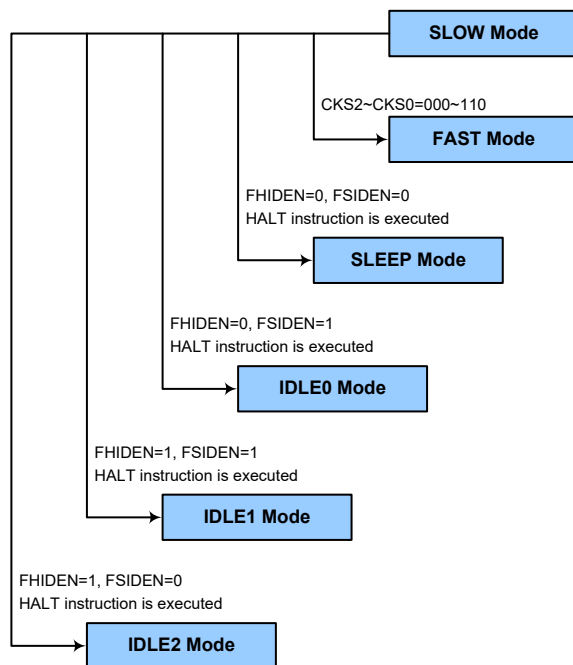 SLOW Mode
CKS2~CKS0=000~110
FAST Mode
FHIDEN=0, FSIDEN=0
HALT instruction is executed
SLEEP Mode
FHIDEN=0, FSIDEN=1
HALT instruction is executed
IDLE0 Mode
FHIDEN=1, FSIDEN=1
HALT instruction is executed
IDLE1 Mode
FHIDEN=1, FSIDEN=0
HALT instruction is executed
IDLE2 Mode